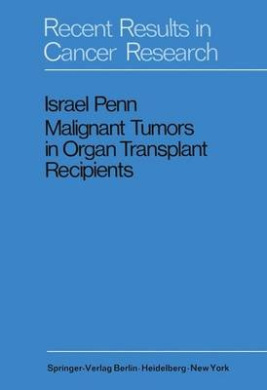 Recent Results in
Cancer Research
Israel Penn
Malignant Tumors
in Organ Transplant
Recipients
Springer-Verlag Berlin · Heidelberg · New York